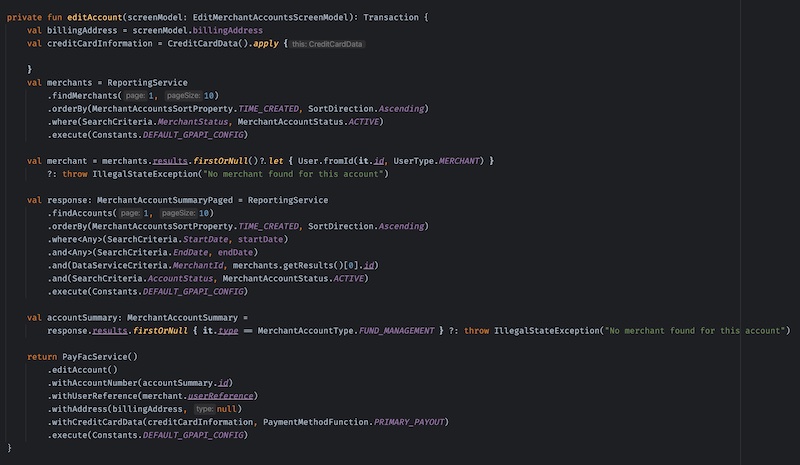 private fun editAccount(screenModel: EditMerchantAccountsScreenModel): Transaction {
    val billingAddress = screenModel.billingAddress
    val creditCardInformation = CreditCardData().apply { this: CreditCardData

    }
    val merchants = ReportingService
        .findMerchants( page: 1, pageSize: 10)
        .orderBy(MerchantAccountsSortProperty.TIME_CREATED, SortDirection.Ascending)
        .where(SearchCriteria.MerchantStatus, MerchantAccountStatus.ACTIVE)
        .execute(Constants.DEFAULT_GPAPI_CONFIG)

    val merchant = merchants.results.firstOrNull()?.let { User.fromId(it.id, UserType.MERCHANT) }
        ?: throw IllegalStateException("No merchant found for this account")

    val response: MerchantAccountSummaryPaged = ReportingService
        .findAccounts( page: 1, pageSize: 10)
        .orderBy(MerchantAccountsSortProperty.TIME_CREATED, SortDirection.Ascending)
        .where<Any>(SearchCriteria.StartDate, startDate)
        .and<Any>(SearchCriteria.EndDate, endDate)
        .and(DataServiceCriteria.MerchantId, merchants.getResults()[0].id)
        .and(SearchCriteria.AccountStatus, MerchantAccountStatus.ACTIVE)
        .execute(Constants.DEFAULT_GPAPI_CONFIG)

    val accountSummary: MerchantAccountSummary =
        response.results.firstOrNull { it.type == MerchantAccountType.FUND_MANAGEMENT } ?: throw IllegalStateException("No merchant found for this account")

    return PayFacService()
        .editAccount()
        .withAccountNumber(accountSummary.id)
        .withUserReference(merchant.userReference)
        .withAddress(billingAddress, type: null)
        .withCreditCardData(creditCardInformation, PaymentMethodFunction.PRIMARY_PAYOUT)
        .execute(Constants.DEFAULT_GPAPI_CONFIG)
}